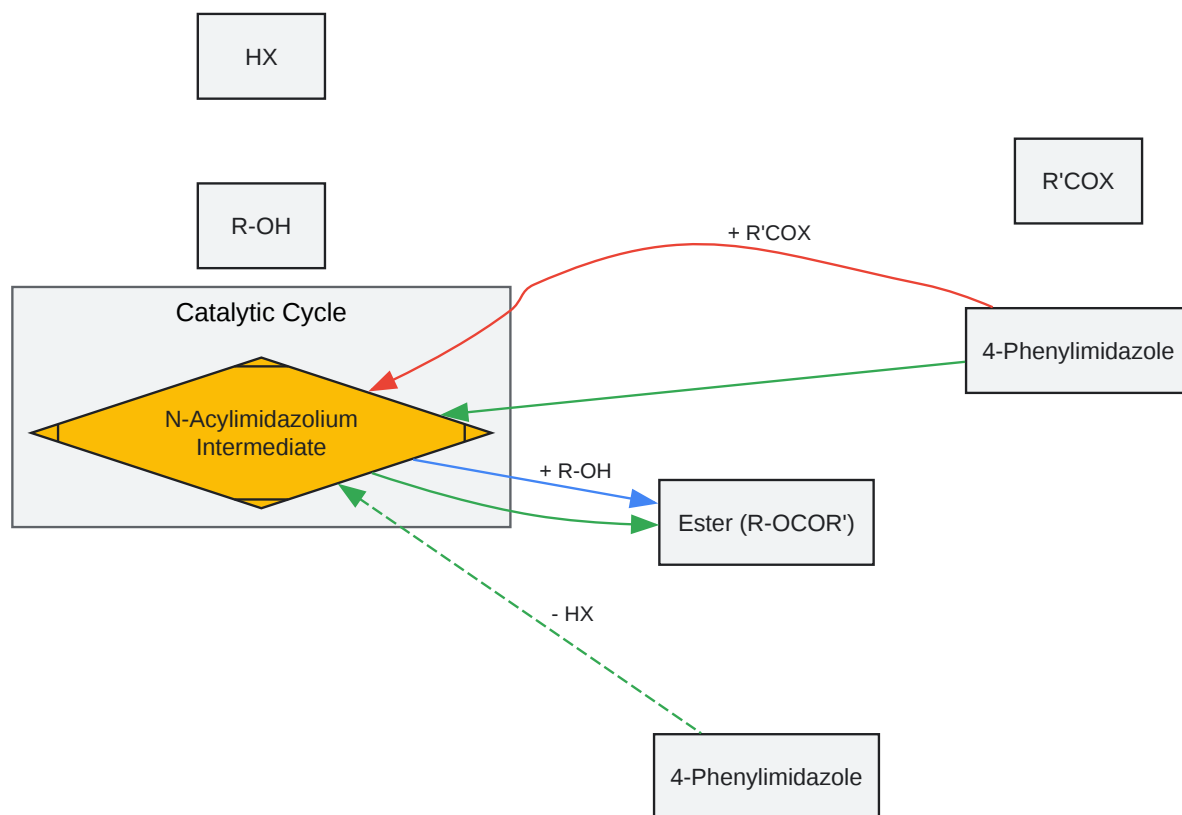 HX
R'COX
R-OH
+ R'COX
Catalytic Cycle
4-Phenylimidazole
N-Acylimidazolium
Intermediate
+ R-OH
Ester (R-OCOR')
- HX
4-Phenylimidazole